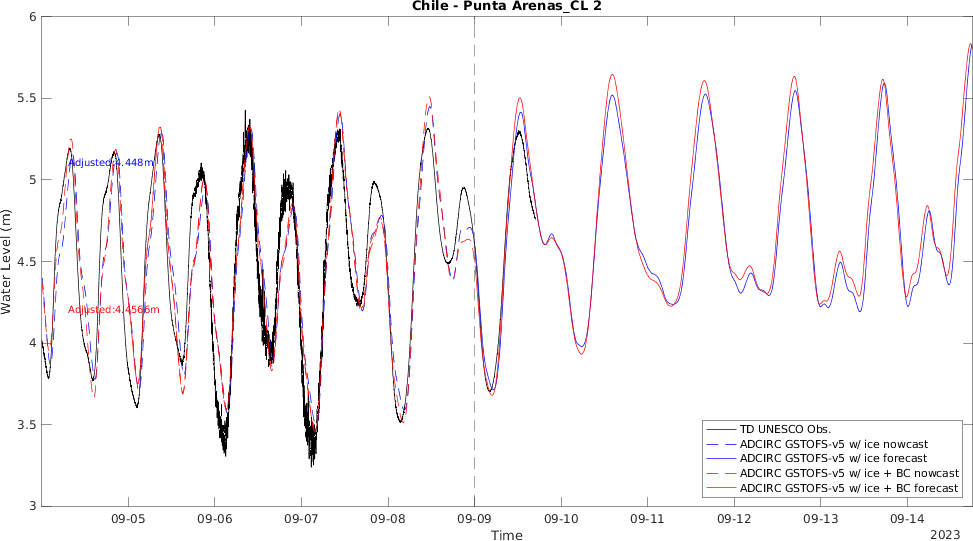 Chile - Punta Arenas_CL 2
6
5.5
5
4.5
4
3.5
3
Water Level (m)
Adjusted:4.448m
Adjusted:4.4566m
TD UNESCO Obs.
ADCIRC GSTOFS-v5 w/ ice nowcast
ADCIRC GSTOFS-v5 w/ ice forecast
ADCIRC GSTOFS-v5 w/ ice + BC nowcast
ADCIRC GSTOFS-v5 w/ ice + BC forecast
09-05 09-06 09-07 09-08 09-09 09-10 09-11 09-12 09-13 09-14
Time
2023